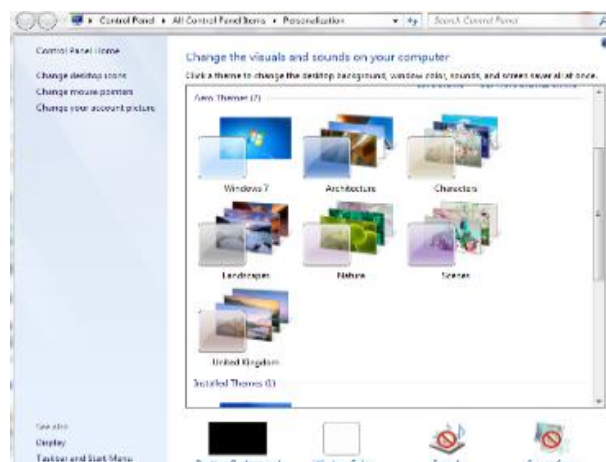 Control Panel ▸ All Control Panel Items ▸ Personalization
Search Control Panel
Control Panel Home
Change the visuals and sounds on your computer
Change desktop icons
Click a theme to change the desktop background, window color, sounds, and screen saver all at once.
Change mouse pointers
Change your account picture
Aero Themes (7)
Windows 7
Architecture
Characters
Landscapes
Nature
Scenes
United Kingdom
Installed Themes (1)
See also
Display
Taskbar and Start Menu